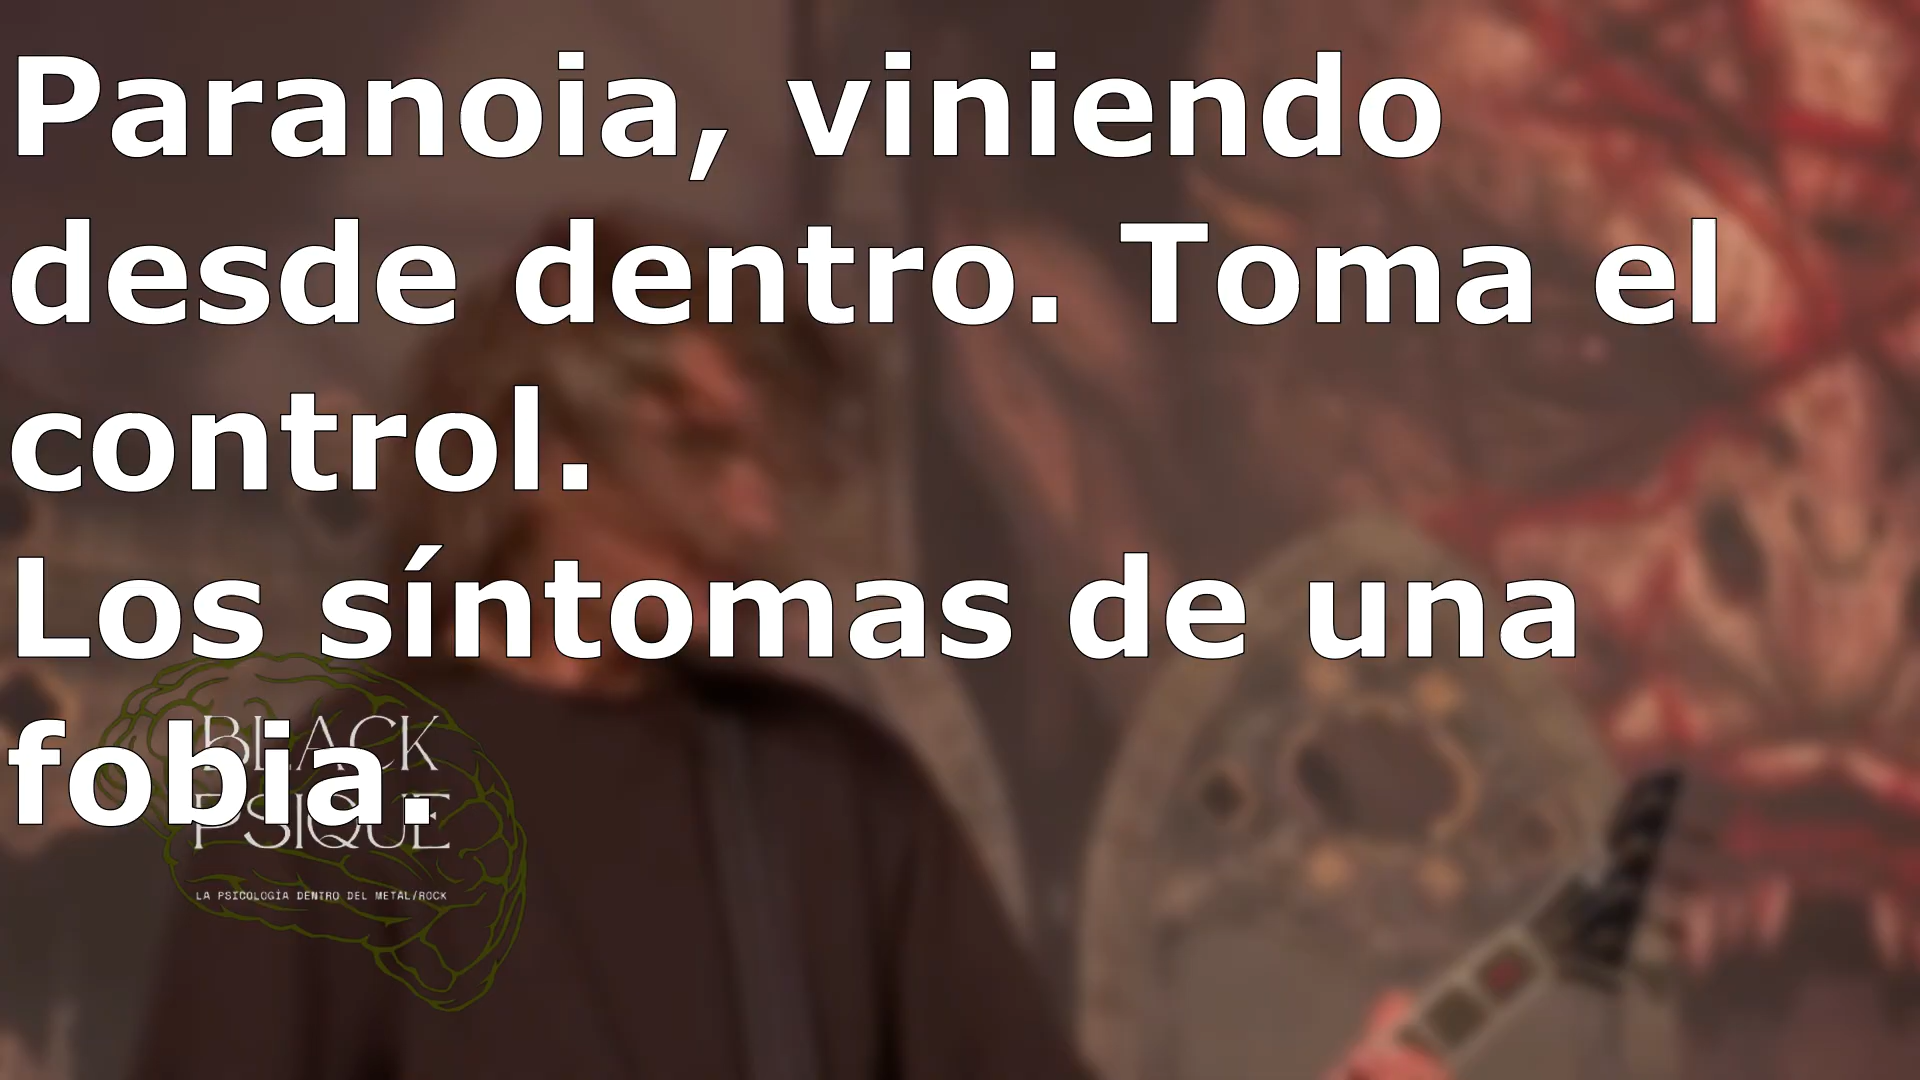 Paranoia, viniendo
desde dentro. Toma el
control.
Los síntomas de una
fobia.
BLACK
PSIQUE
LA PSICOLOGÍA DENTRO DEL METAL/ROCK